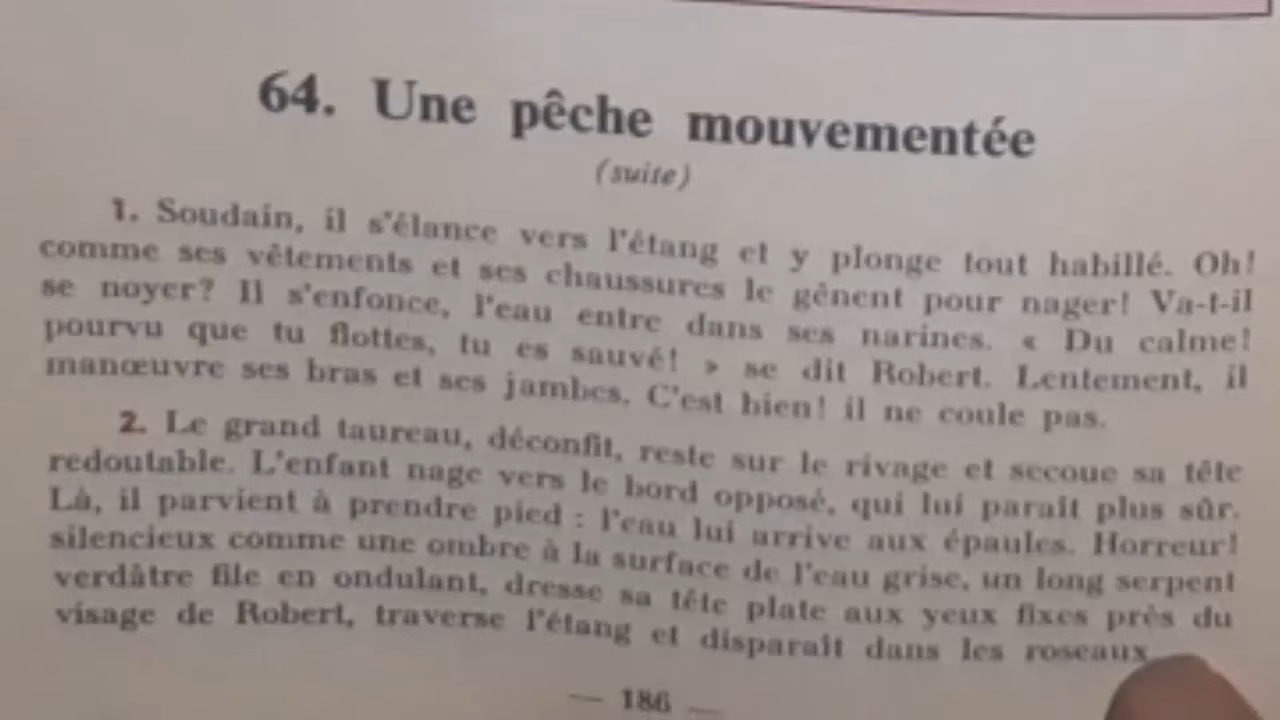 64. Une pêche mouvementée
(suite)
1. Soudain, il s'élance vers l'étang et y plonge tout habillé. Oh!
comme ses vêtements et ses chaussures le gênent pour nager! Va-t-il
se noyer? Il s'enfonce, l'eau entre dans ses narines. « Du calme!
pourvu que tu flottes, tu es sauvé! » se dit Robert. Lentement, il
manœuvre ses bras et ses jambes. C'est bien! il ne coule pas.
2. Le grand taureau, déconfit, reste sur le rivage et secoue sa tête
redoutable. L'enfant nage vers le bord opposé, qui lui paraît plus sûr.
Là, il parvient à prendre pied : l'eau lui arrive aux épaules. Horreur!
silencieux comme une ombre à la surface de l'eau grise, un long serpent
verdâtre file en ondulant, dresse sa tête plate aux yeux fixes près du
visage de Robert, traverse l'étang et disparaît dans les roseaux
— 186 —